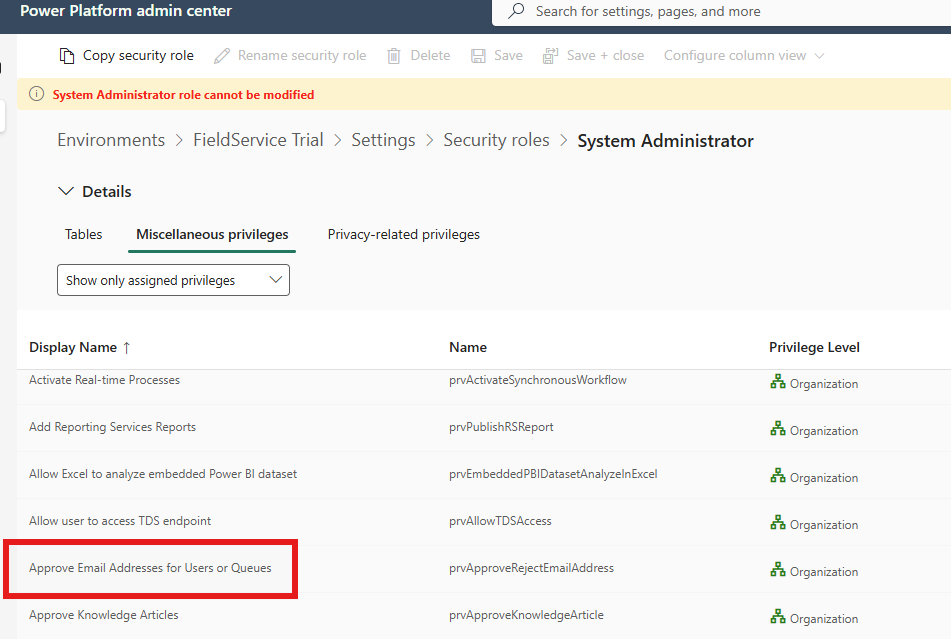 Power Platform admin center
Search for settings, pages, and more
Copy security role Rename security role Delete Save Save + close Configure column view
System Administrator role cannot be modified
Environments > FieldService Trial > Settings > Security roles > System Administrator
Details
Tables Miscellaneous privileges Privacy-related privileges
Show only assigned privileges
Display Name ↑ Name Privilege Level
Activate Real-time Processes prvActivateSynchronousWorkflow Organization
Add Reporting Services Reports prvPublishRSReport Organization
Allow Excel to analyze embedded Power BI dataset prvEmbeddedPBIDatasetAnalyzeInExcel Organization
Allow user to access TDS endpoint prvAllowTDSAccess Organization
Approve Email Addresses for Users or Queues prvApproveRejectEmailAddress Organization
Approve Knowledge Articles prvApproveKnowledgeArticle Organization